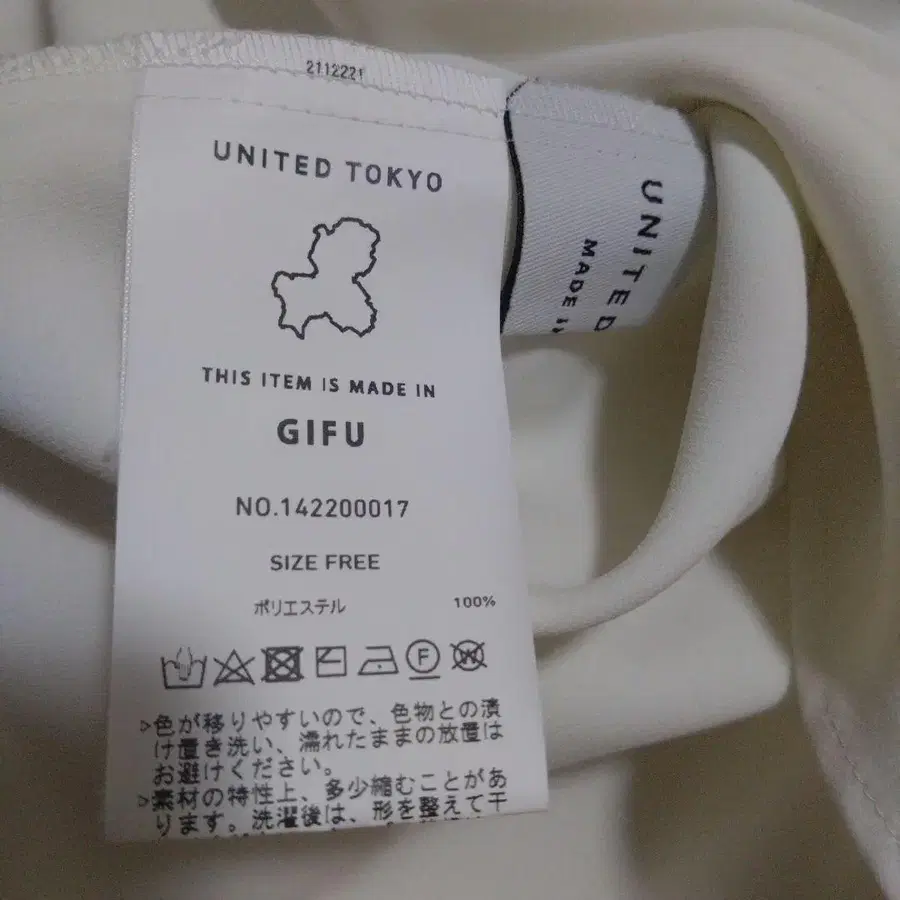 2112221
UNITED TOKYO
THIS ITEM IS MADE IN
GIFU
NO.142200017
SIZE FREE
ポリエステル 100%
F
W
▷色が移りやすいので、色物との漬
け置き洗い、濡れたままの放置は
お避けください。
▷素材の特性上、多少縮むことがあ
ります。洗濯後は、形を整えて干
UNITED
MADE I